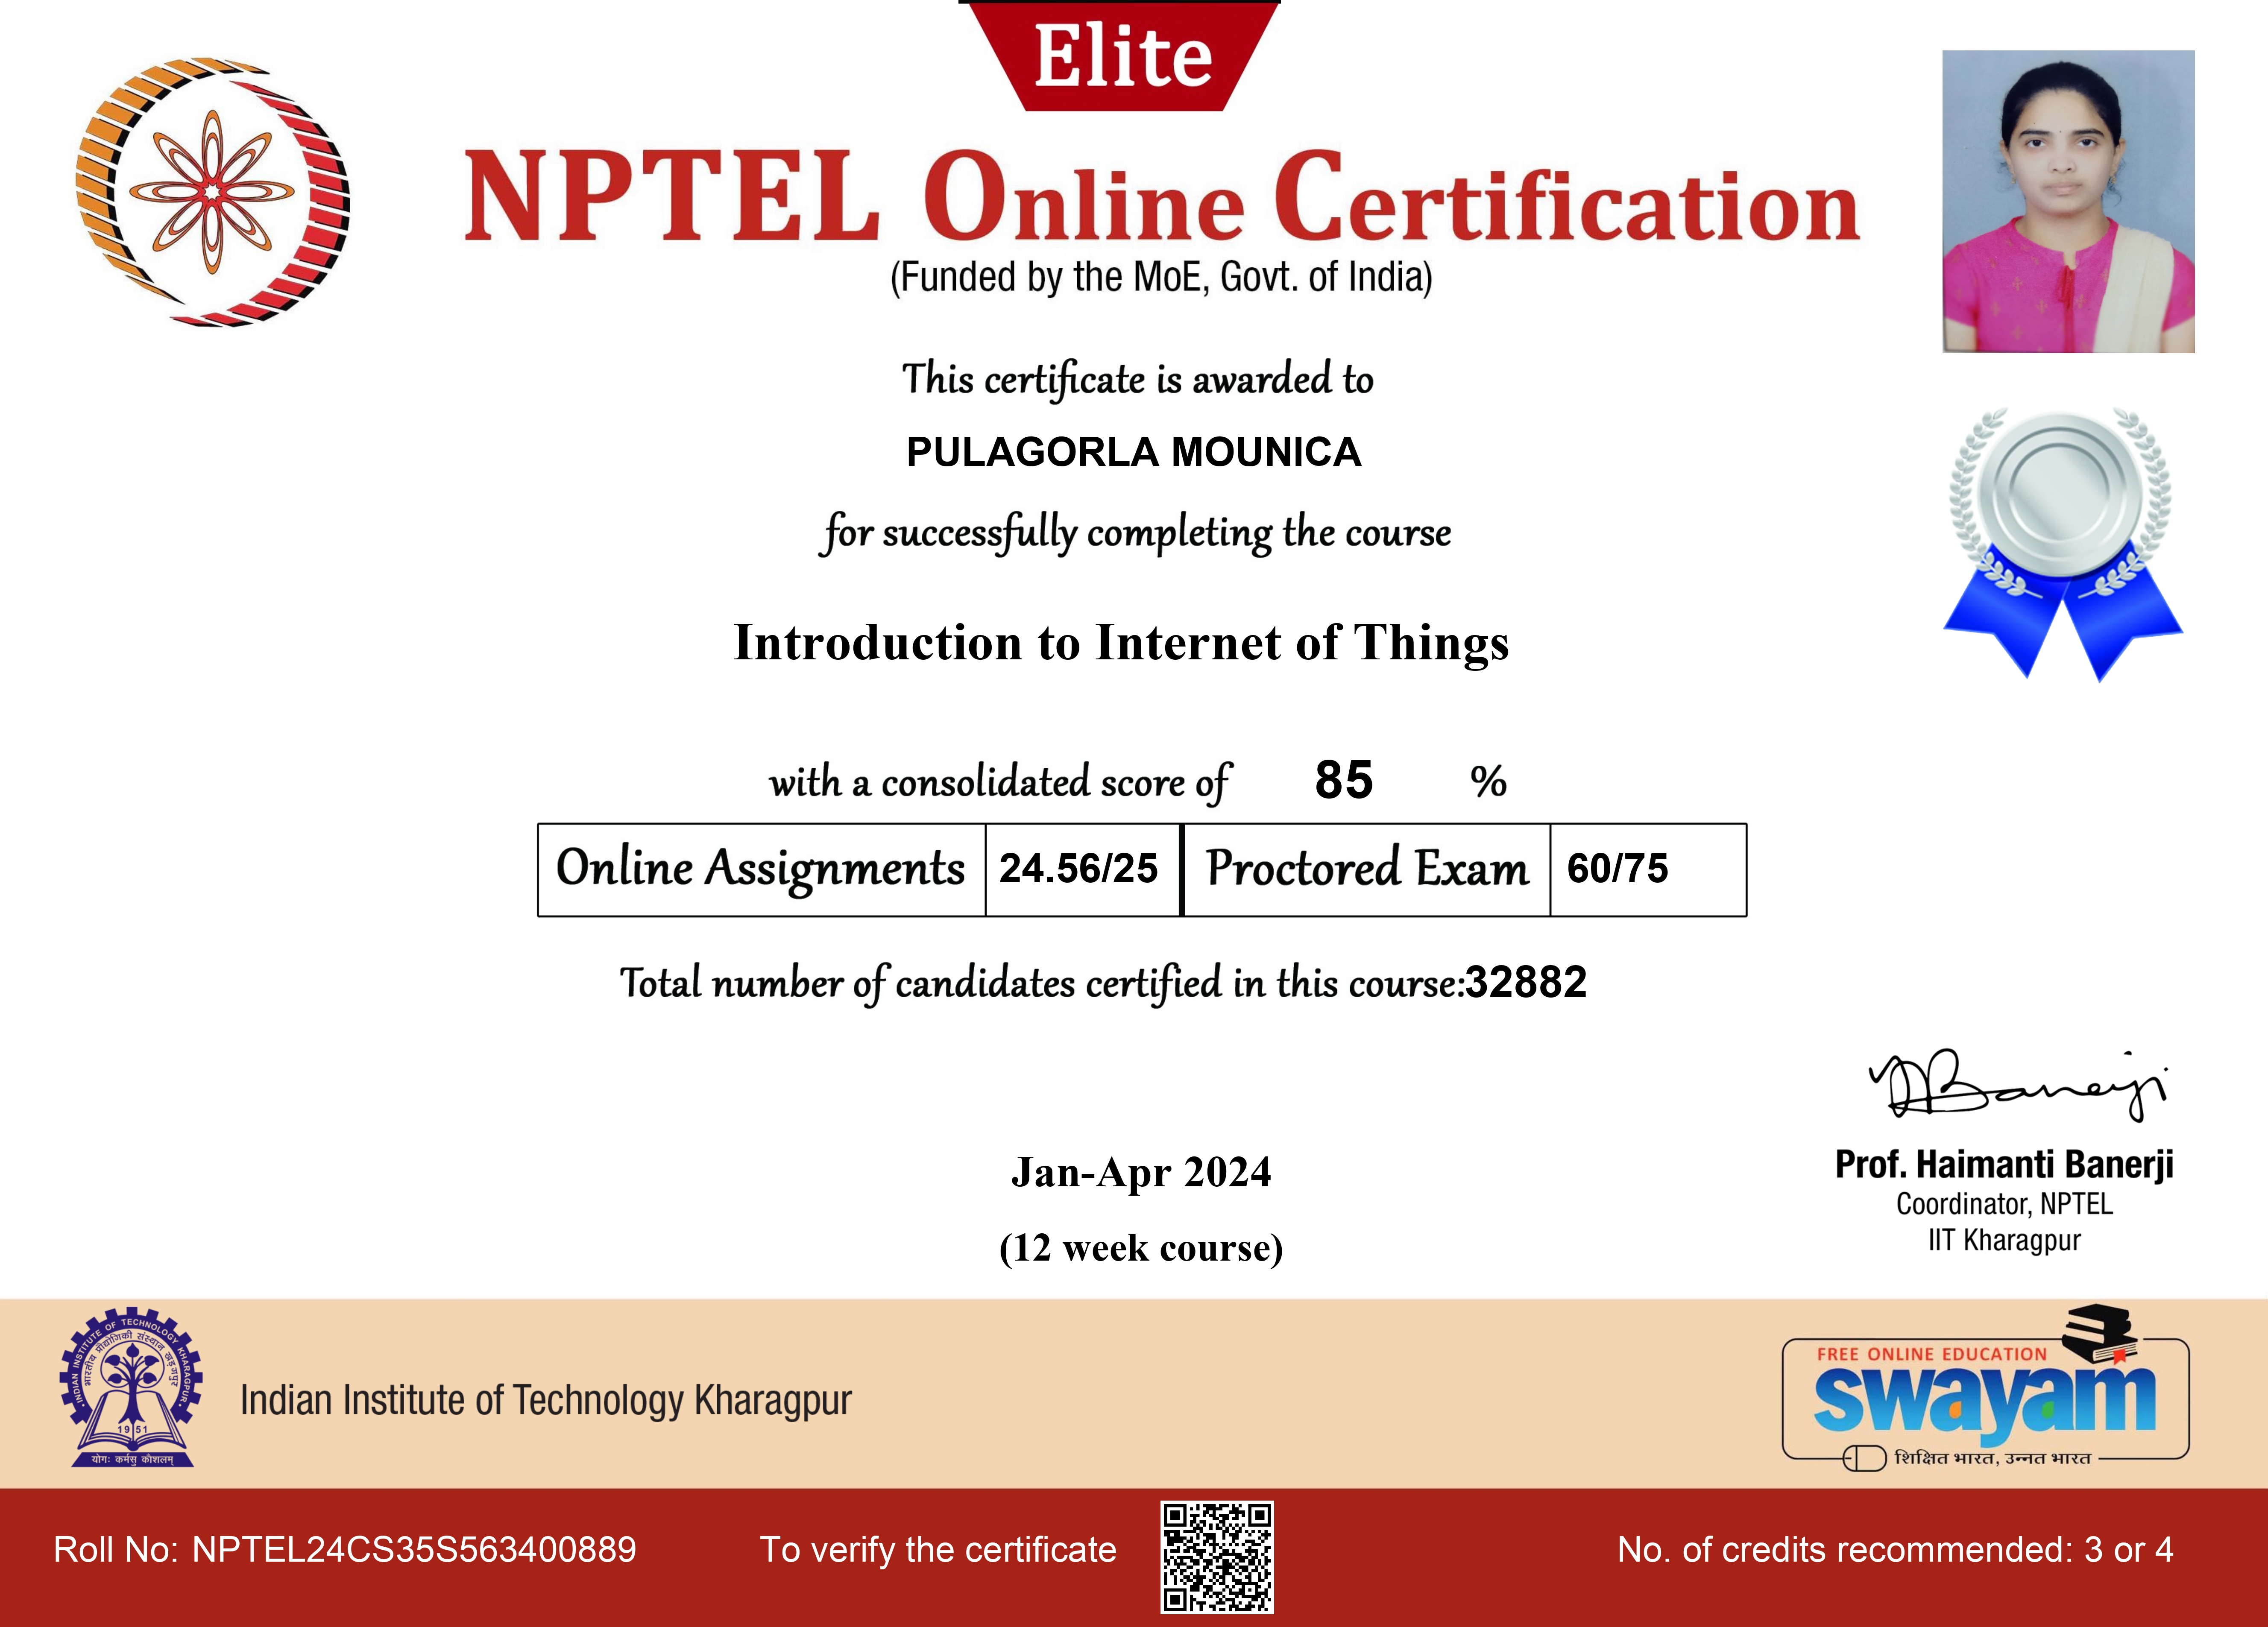 Elite
NPTEL Online Certification
(Funded by the MoE, Govt. of India)
This certificate is awarded to
PULAGORLA MOUNICA
for successfully completing the course
Introduction to Internet of Things
with a consolidated score of 85 %
Online Assignments 24.56/25 Proctored Exam 60/75
Total number of candidates certified in this course:32882
Banerji
Prof. Haimanti Banerji
Coordinator, NPTEL
IIT Kharagpur
Jan-Apr 2024
(12 week course)
INDIAN INSTITUTE OF TECHNOLOGY KHARAGPUR
भारतीय प्रौद्योगिकी संस्थान खड़गपुर
1951
योगः कर्मसु कौशलम्
Indian Institute of Technology Kharagpur
FREE ONLINE EDUCATION
swayam
शिक्षित भारत, उन्नत भारत
Roll No: NPTEL24CS35S563400889
To verify the certificate
No. of credits recommended: 3 or 4